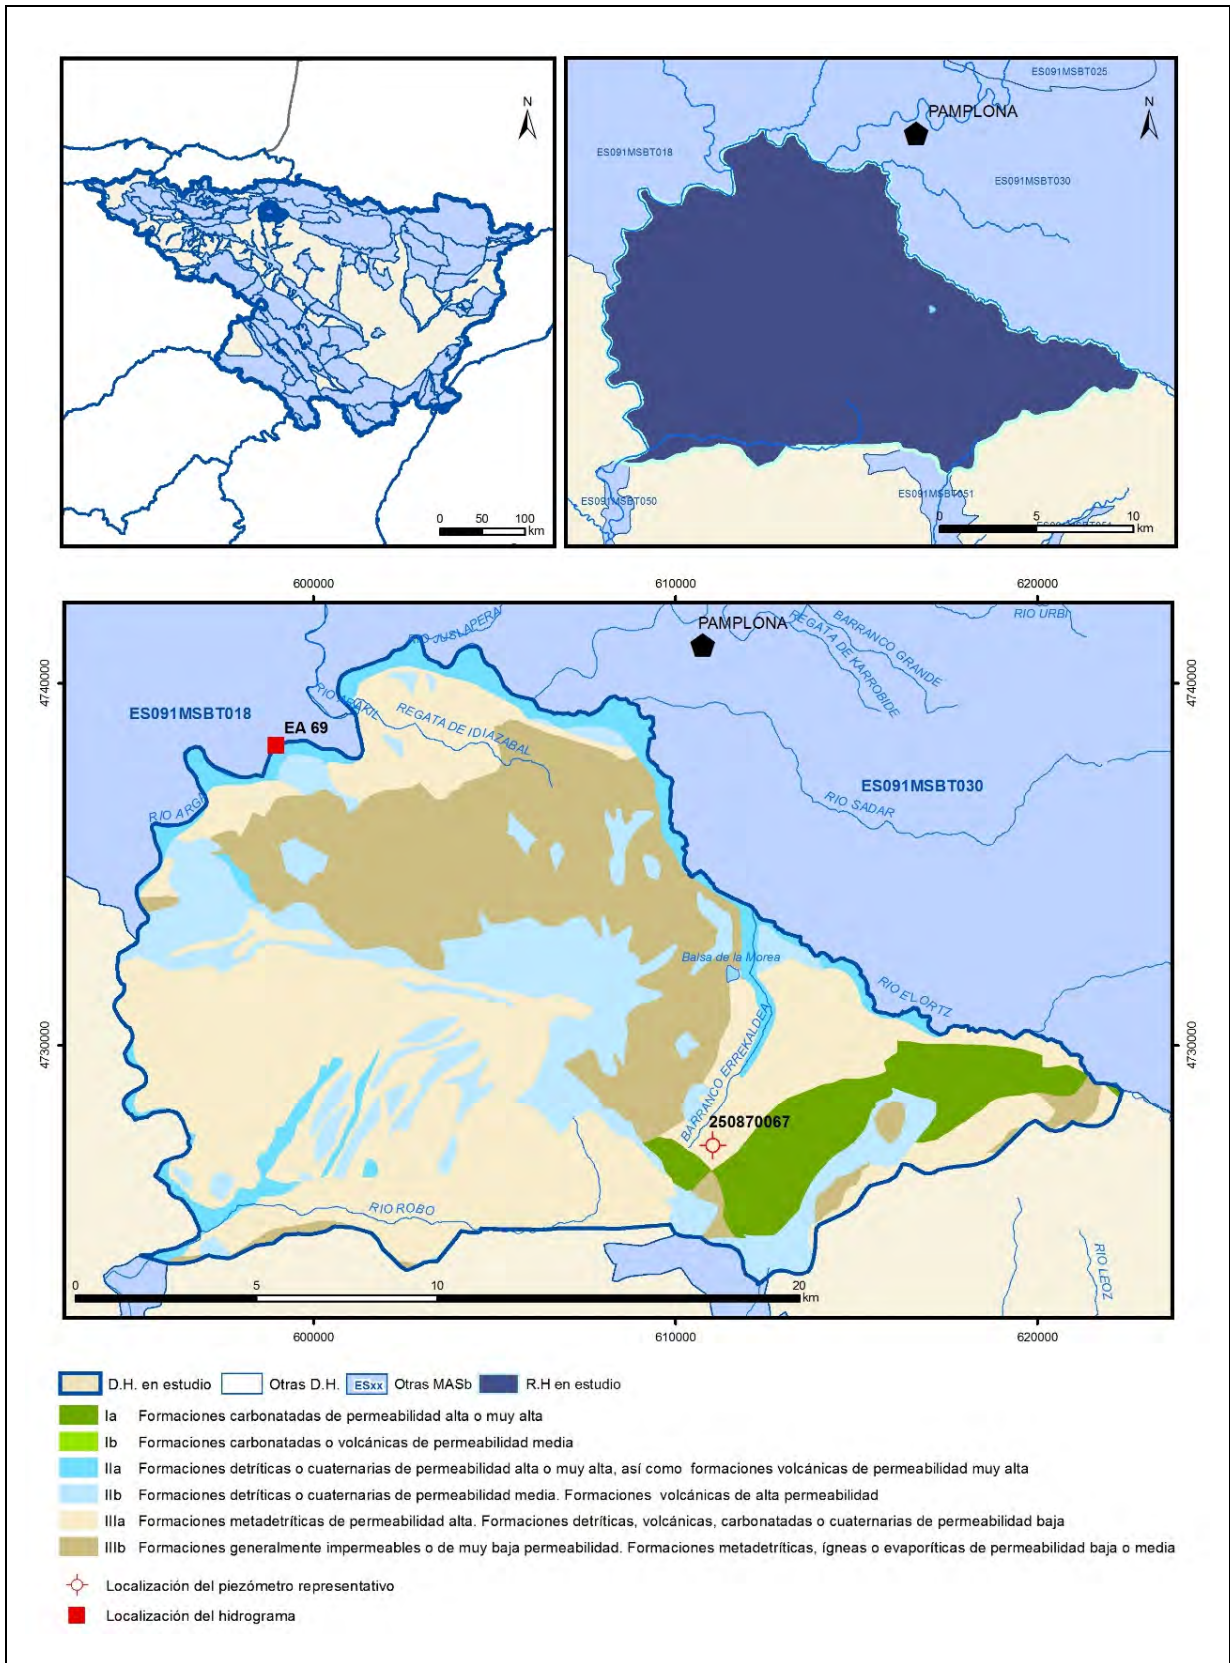 N
0 50 100
km
ES091MSBT025
PAMPLONA
N
ES091MSBT018
ES091MSBT030
ES091MSBT050
ES091MSBT051
0 5 10
km
600000 610000 620000
4740000
4730000
4740000
4730000
RIO JUSLAPEÑA
PAMPLONA
RIO URBI
BARRANCO GRANDE
REGATA DE KARROBIDE
ES091MSBT018
EA 69
RIO ARAKIL
REGATA DE IDIAZABAL
ES091MSBT030
RIO SADAR
RIO ARGA
Balsa de la Morea
RIO ELORTZ
BARRANCO ERREKALDEA
250870067
RIO ROBO
RIO LEOZ
0 5 10 20
km
600000 610000 620000
D.H. en estudio Otras D.H. ESxx Otras MASb R.H en estudio
Ia Formaciones carbonatadas de permeabilidad alta o muy alta
Ib Formaciones carbonatadas o volcánicas de permeabilidad media
IIa Formaciones detríticas o cuaternarias de permeabilidad alta o muy alta, así como formaciones volcánicas de permeabilidad muy alta
IIb Formaciones detríticas o cuaternarias de permeabilidad media. Formaciones volcánicas de alta permeabilidad
IIIa Formaciones metadetríticas de permeabilidad alta. Formaciones detríticas, volcánicas, carbonatadas o cuaternarias de permeabilidad baja
IIIb Formaciones generalmente impermeables o de muy baja permeabilidad. Formaciones metadetríticas, ígneas o evaporíticas de permeabilidad baja o media
Localización del piezómetro representativo
Localización del hidrograma